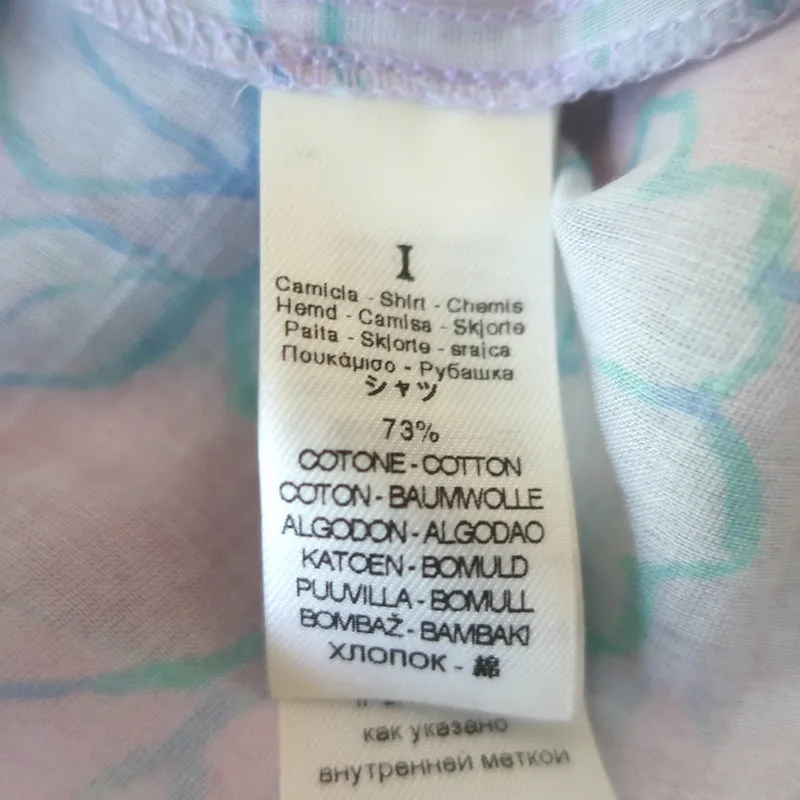 I
Camicia - Shirt - Chemis
Hemd - Camisa - Skjorte
Paita - Skjorte - sraica
Πουκάμισο - Рубашка
シャツ
73%
COTONE - COTTON
COTON - BAUMWOLLE
ALGODON - ALGODAO
KATOEN - BOMULD
PUUVILLA - BOMULL
BOMBAŽ - BAMBAKI
ХЛОПОК - 綿
как указано
внутренней меткой